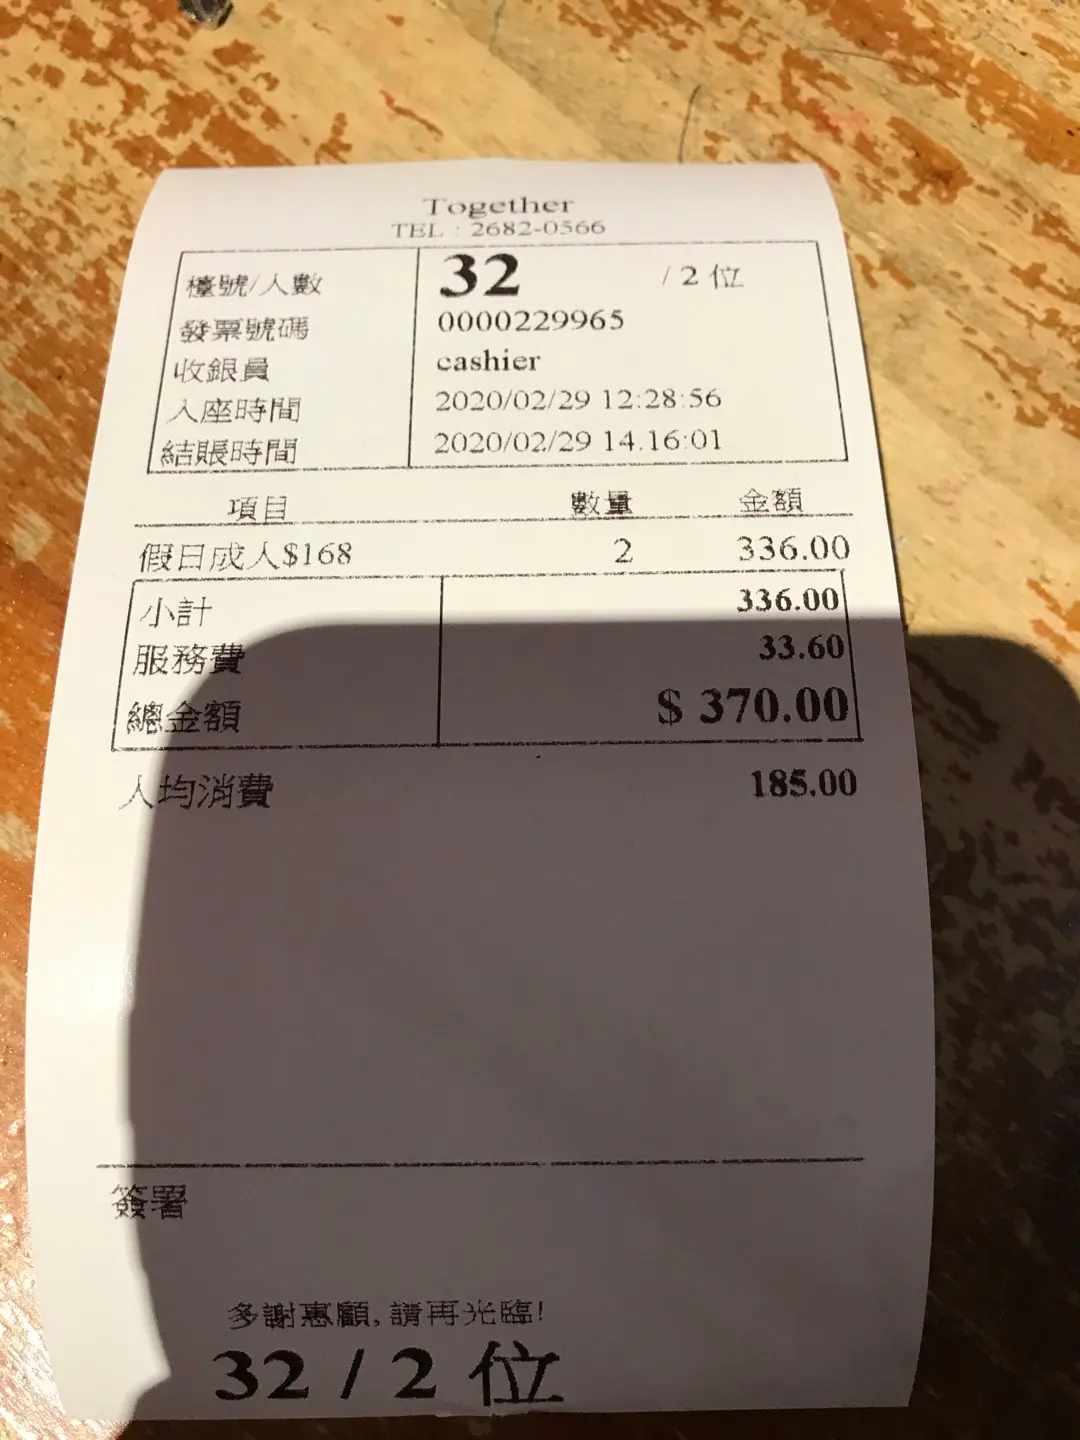 Together
TEL : 2682-0566
檯號/人數 32 / 2 位
發票號碼 0000229965
收銀員 cashier
入座時間 2020/02/29 12:28:56
結賬時間 2020/02/29 14:16:01
項目 數量 金額
假日成人$168 2 336.00
小計 336.00
服務費 33.60
總金額 $ 370.00
人均消費 185.00
簽署
多謝惠顧,請再光臨!
32 / 2 位